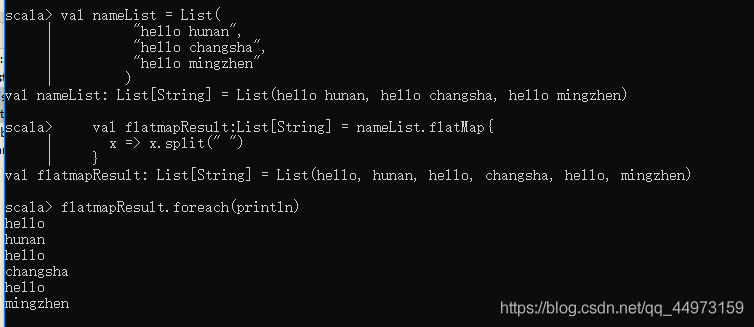 scala> val nameList = List(
     |           "hello hunan",
     |           "hello changsha",
     |           "hello mingzhen"
     |          )
val nameList: List[String] = List(hello hunan, hello changsha, hello mingzhen)
scala>     val flatmapResult:List[String] = nameList.flatMap{
     |       x => x.split(" ")
     |     }
val flatmapResult: List[String] = List(hello, hunan, hello, changsha, hello, mingzhen)
scala> flatmapResult.foreach(println)
hello
hunan
hello
changsha
hello
mingzhen
https://blog.csdn.net/qq_44973159